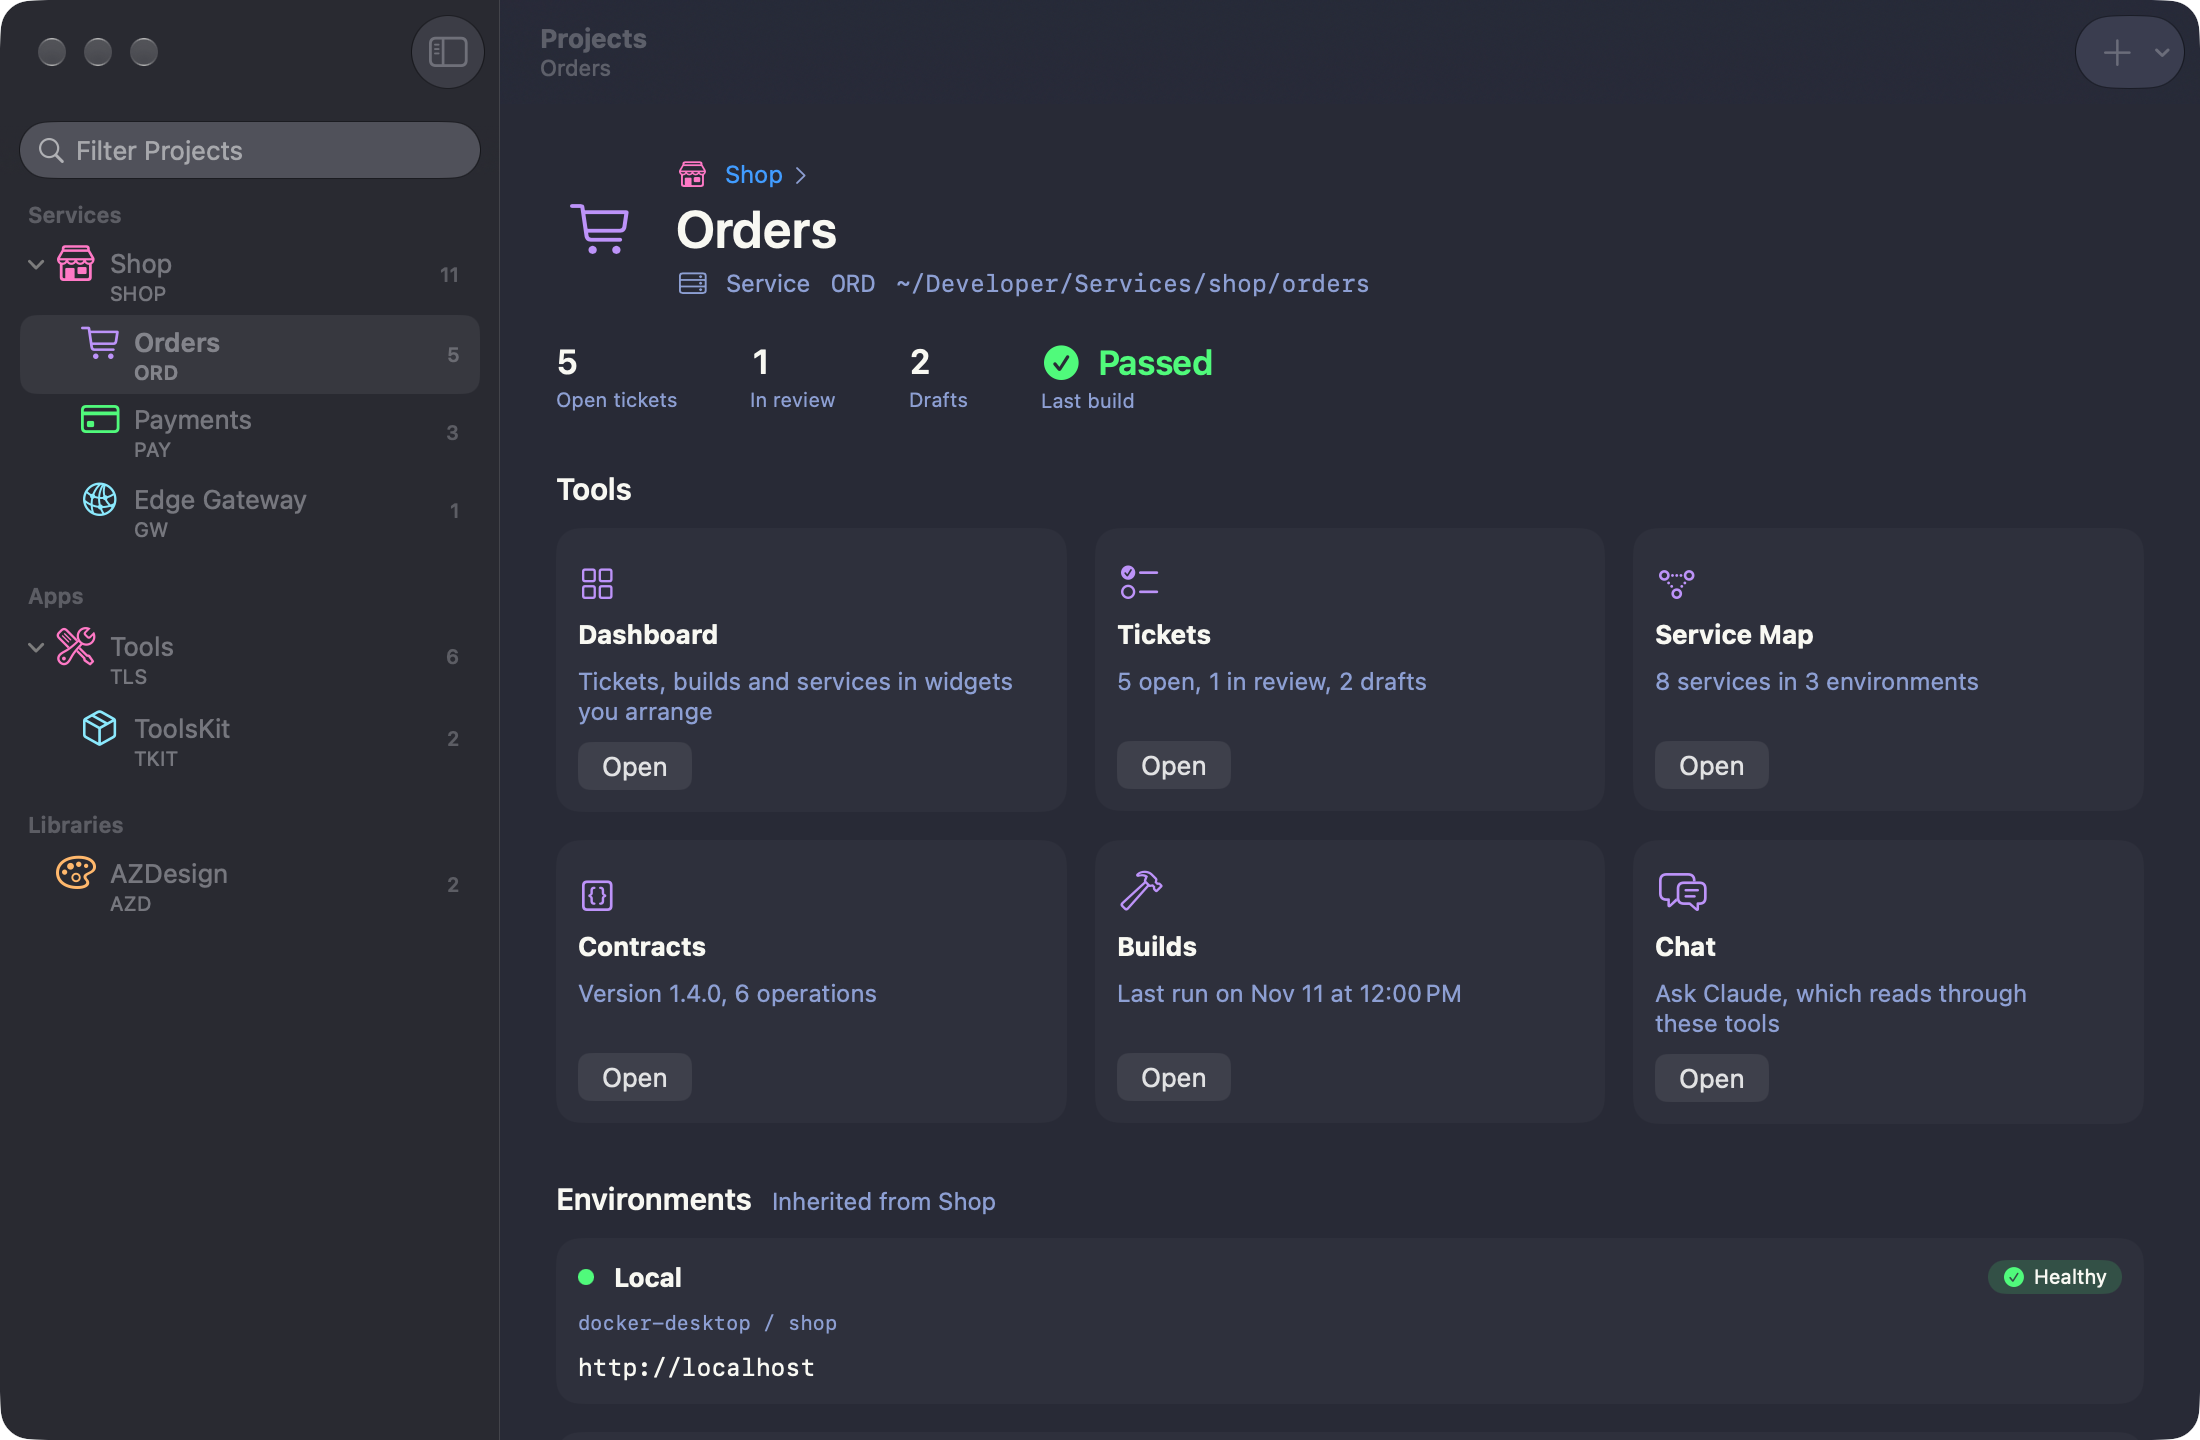 Projects
Orders
Filter Projects
Services
Shop
SHOP
11
Orders
ORD
5
Payments
PAY
3
Edge Gateway
GW
1
Apps
Tools
TLS
6
ToolsKit
TKIT
2
Libraries
AZDesign
AZD
2
Shop
Orders
Service ORD ~/Developer/Services/shop/orders
5
Open tickets
1
In review
2
Drafts
Passed
Last build
Tools
Dashboard
Tickets, builds and services in widgets
you arrange
Open
Tickets
5 open, 1 in review, 2 drafts
Open
Service Map
8 services in 3 environments
Open
Contracts
Version 1.4.0, 6 operations
Open
Builds
Last run on Nov 11 at 12:00 PM
Open
Chat
Ask Claude, which reads through
these tools
Open
Environments Inherited from Shop
Local
Healthy
docker-desktop / shop
http://localhost